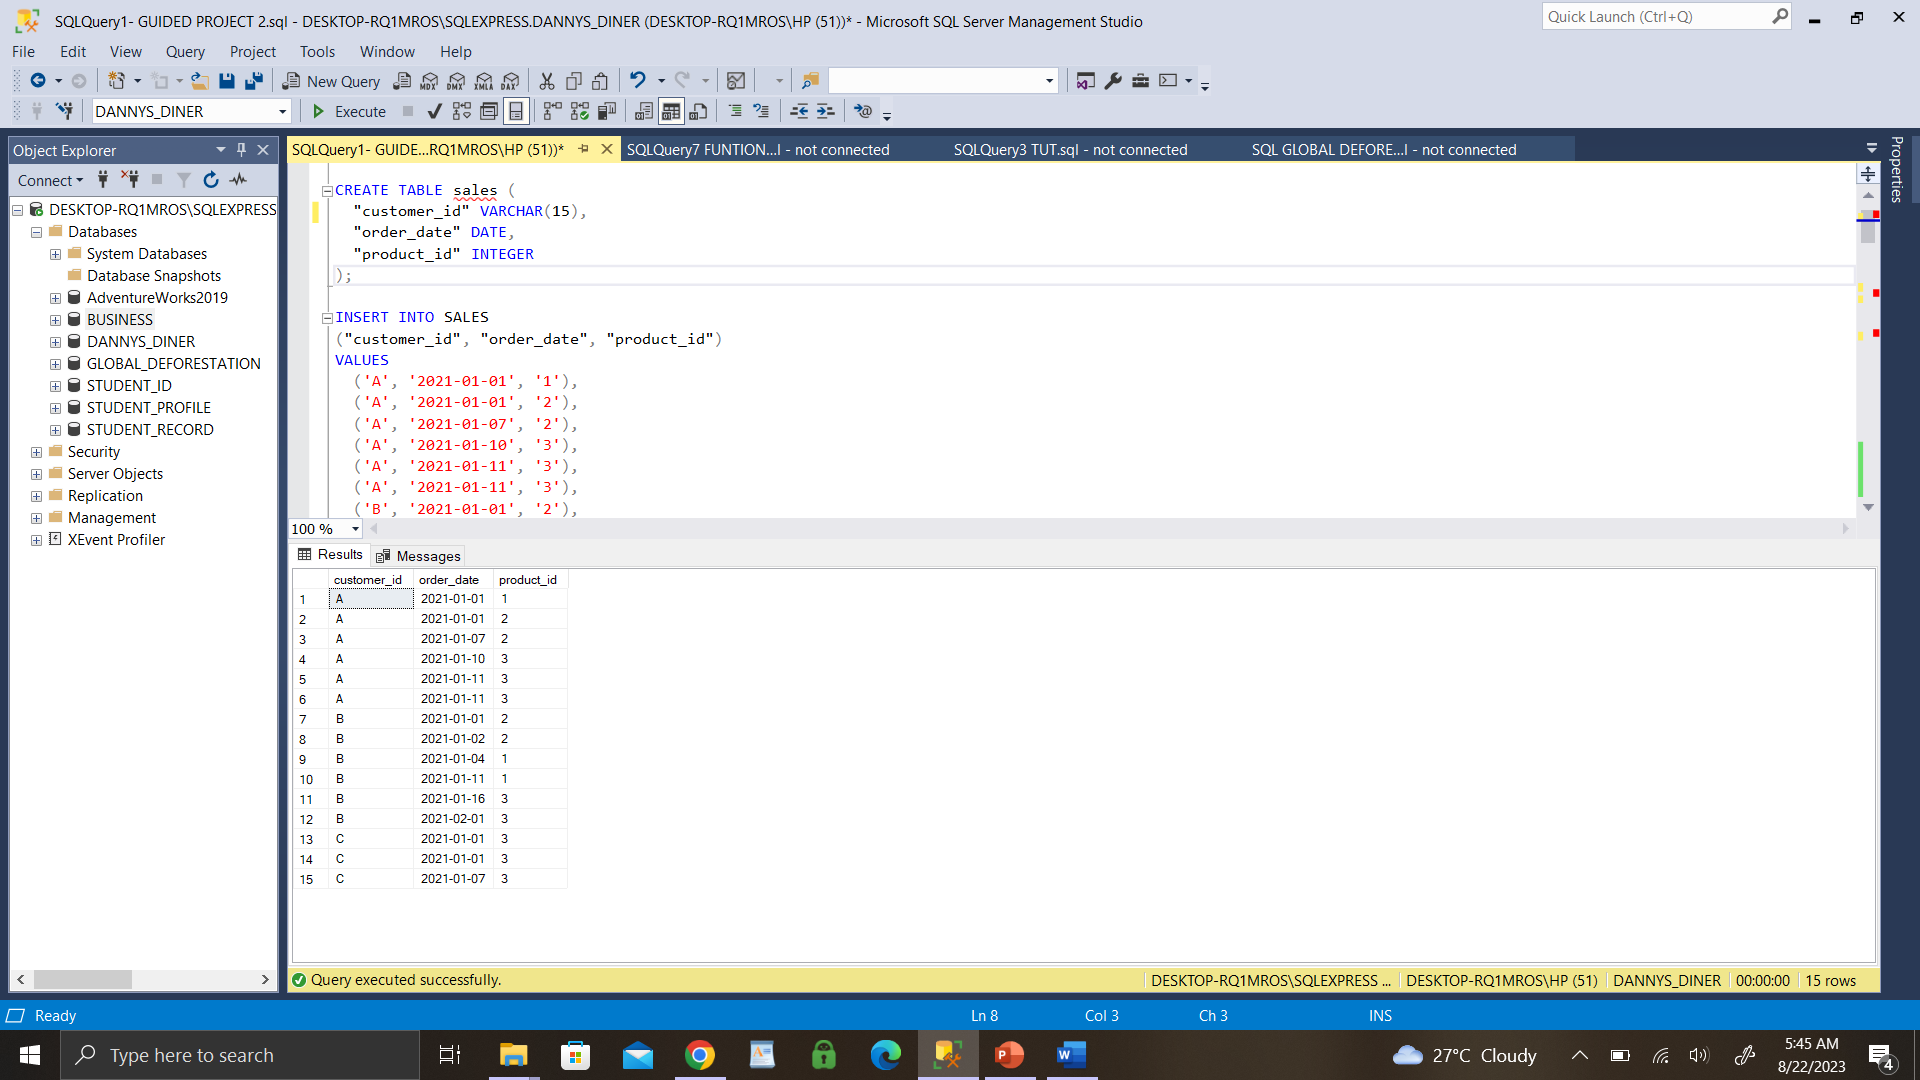 SQLQuery1- GUIDED PROJECT 2.sql - DESKTOP-RQ1MROS\SQLEXPRESS.DANNYS_DINER (DESKTOP-RQ1MROS\HP (51))* - Microsoft SQL Server Management Studio
Quick Launch (Ctrl+Q)
File Edit View Query Project Tools Window Help
New Query MDX DMX XMLA DAX
DANNYS_DINER Execute
Object Explorer
Connect
DESKTOP-RQ1MROS\SQLEXPRESS
Databases
System Databases
Database Snapshots
AdventureWorks2019
BUSINESS
DANNYS_DINER
GLOBAL_DEFORESTATION
STUDENT_ID
STUDENT_PROFILE
STUDENT_RECORD
Security
Server Objects
Replication
Management
XEvent Profiler
SQLQuery1- GUIDE...RQ1MROS\HP (51))* SQLQuery7 FUNTION...l - not connected SQLQuery3 TUT.sql - not connected SQL GLOBAL DEFORE...l - not connected
Properties
CREATE TABLE sales (
"customer_id" VARCHAR(15),
"order_date" DATE,
"product_id" INTEGER
);
INSERT INTO SALES
("customer_id", "order_date", "product_id")
VALUES
('A', '2021-01-01', '1'),
('A', '2021-01-01', '2'),
('A', '2021-01-07', '2'),
('A', '2021-01-10', '3'),
('A', '2021-01-11', '3'),
('A', '2021-01-11', '3'),
('B', '2021-01-01', '2'),
100 %
Results Messages
customer_id order_date product_id
1 A 2021-01-01 1
2 A 2021-01-01 2
3 A 2021-01-07 2
4 A 2021-01-10 3
5 A 2021-01-11 3
6 A 2021-01-11 3
7 B 2021-01-01 2
8 B 2021-01-02 2
9 B 2021-01-04 1
10 B 2021-01-11 1
11 B 2021-01-16 3
12 B 2021-02-01 3
13 C 2021-01-01 3
14 C 2021-01-01 3
15 C 2021-01-07 3
Query executed successfully. DESKTOP-RQ1MROS\SQLEXPRESS ... DESKTOP-RQ1MROS\HP (51) DANNYS_DINER 00:00:00 15 rows
Ready Ln 8 Col 3 Ch 3 INS
Type here to search 27°C Cloudy 5:45 AM
8/22/2023 4